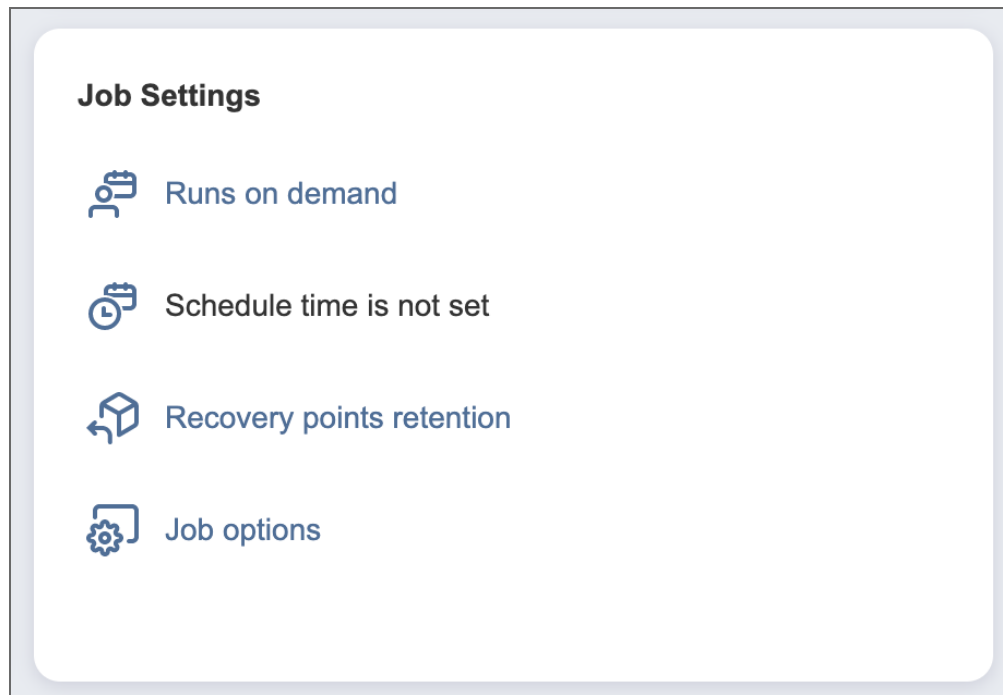 Job Settings
Runs on demand
Schedule time is not set
Recovery points retention
Job options